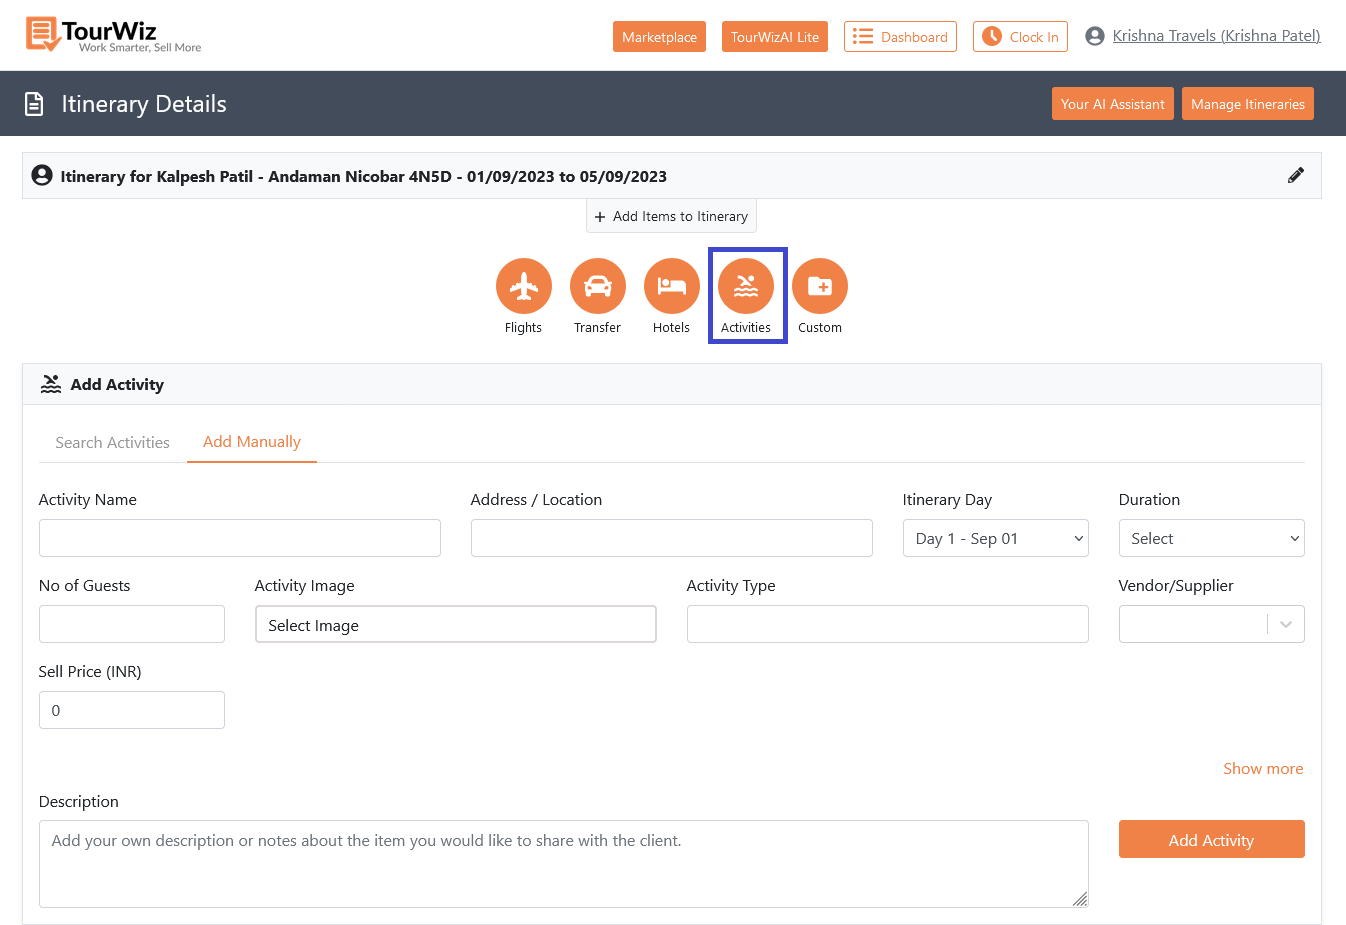 TourWiz
Work Smarter, Sell More
Marketplace
TourWizAI Lite
Dashboard
Clock In
Krishna Travels (Krishna Patel)
Itinerary Details
Your AI Assistant
Manage Itineraries
Itinerary for Kalpesh Patil - Andaman Nicobar 4N5D - 01/09/2023 to 05/09/2023
+ Add Items to Itinerary
Flights
Transfer
Hotels
Activities
Custom
Add Activity
Search Activities
Add Manually
Activity Name
Address / Location
Itinerary Day
Duration
Day 1 - Sep 01
Select
No of Guests
Activity Image
Activity Type
Vendor/Supplier
Select Image
Sell Price (INR)
0
Show more
Description
Add your own description or notes about the item you would like to share with the client.
Add Activity